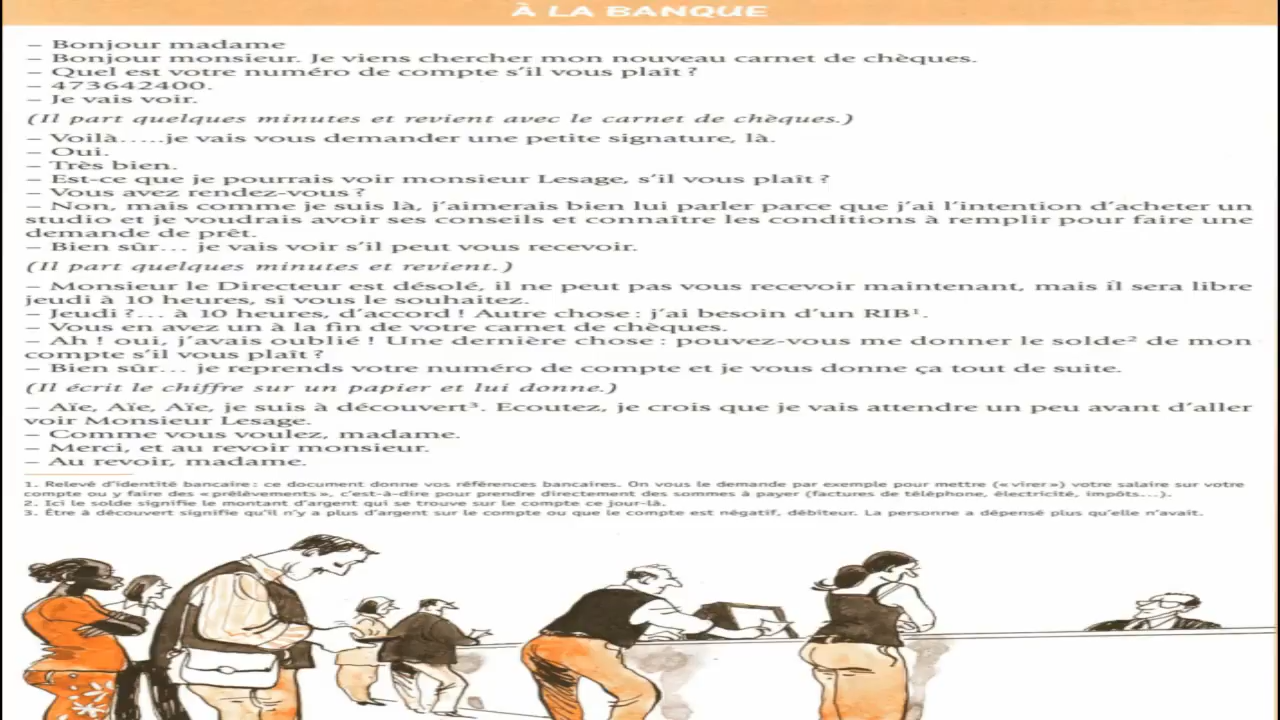 À LA BANQUE
– Bonjour madame
– Bonjour monsieur. Je viens chercher mon nouveau carnet de chèques.
– Quel est votre numéro de compte s'il vous plaît ?
– 473642400.
– Je vais voir.
(Il part quelques minutes et revient avec le carnet de chèques.)
– Voilà.....je vais vous demander une petite signature, là.
– Oui.
– Très bien.
– Est-ce que je pourrais voir monsieur Lesage, s'il vous plaît ?
– Vous avez rendez-vous ?
– Non, mais comme je suis là, j'aimerais bien lui parler parce que j'ai l'intention d'acheter un
studio et je voudrais avoir ses conseils et connaître les conditions à remplir pour faire une
demande de prêt.
– Bien sûr... je vais voir s'il peut vous recevoir.
(Il part quelques minutes et revient.)
– Monsieur le Directeur est désolé, il ne peut pas vous recevoir maintenant, mais il sera libre
jeudi à 10 heures, si vous le souhaitez.
– Jeudi ?... à 10 heures, d'accord ! Autre chose : j'ai besoin d'un RIB¹.
– Vous en avez un à la fin de votre carnet de chèques.
– Ah ! oui, j'avais oublié ! Une dernière chose : pouvez-vous me donner le solde² de mon
compte s'il vous plaît ?
– Bien sûr... je reprends votre numéro de compte et je vous donne ça tout de suite.
(Il écrit le chiffre sur un papier et lui donne.)
– Aïe, Aïe, Aïe, je suis à découvert³. Ecoutez, je crois que je vais attendre un peu avant d'aller
voir Monsieur Lesage.
– Comme vous voulez, madame.
– Merci, et au revoir monsieur.
– Au revoir, madame.
1. Relevé d'identité bancaire : ce document donne vos références bancaires. On vous le demande par exemple pour mettre (« virer ») votre salaire sur votre
compte ou y faire des « prélèvements », c'est-à-dire pour prendre directement des sommes à payer (factures de téléphone, électricité, impôts...).
2. Ici le solde signifie le montant d'argent qui se trouve sur le compte ce jour-là.
3. Être à découvert signifie qu'il n'y a plus d'argent sur le compte ou que le compte est négatif, débiteur. La personne a dépensé plus qu'elle n'avait.